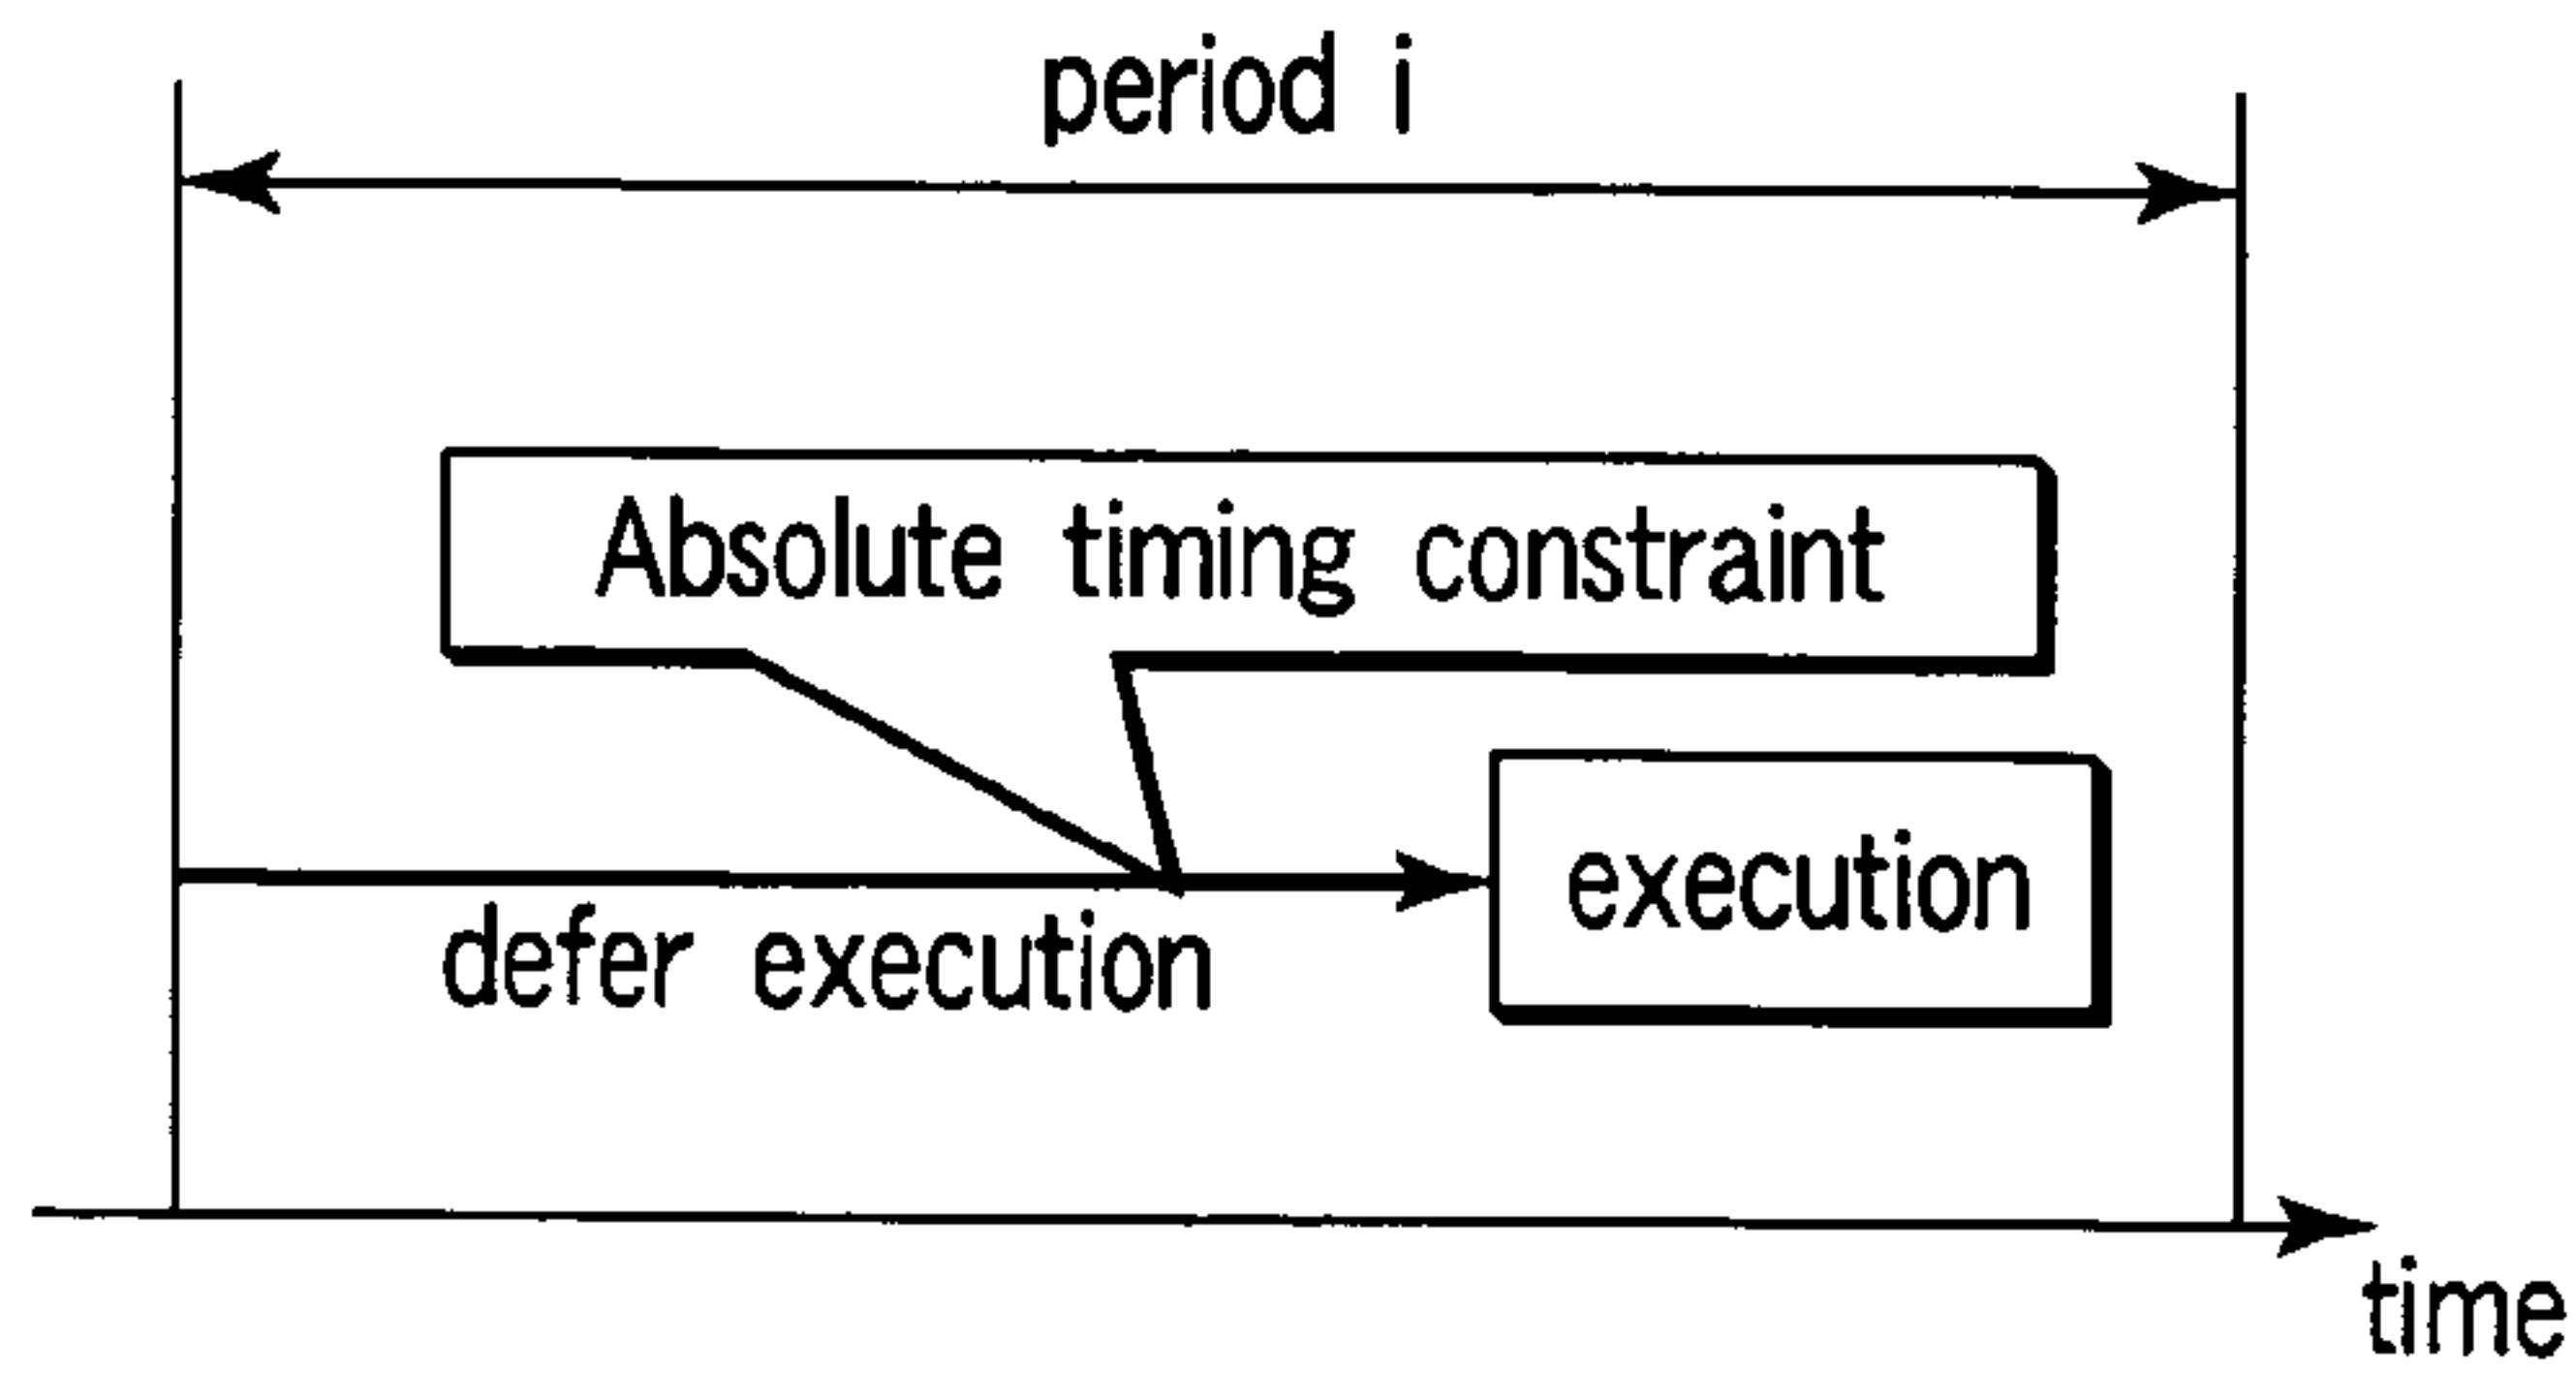 period i
Absolute timing constraint
execution
defer execution
time